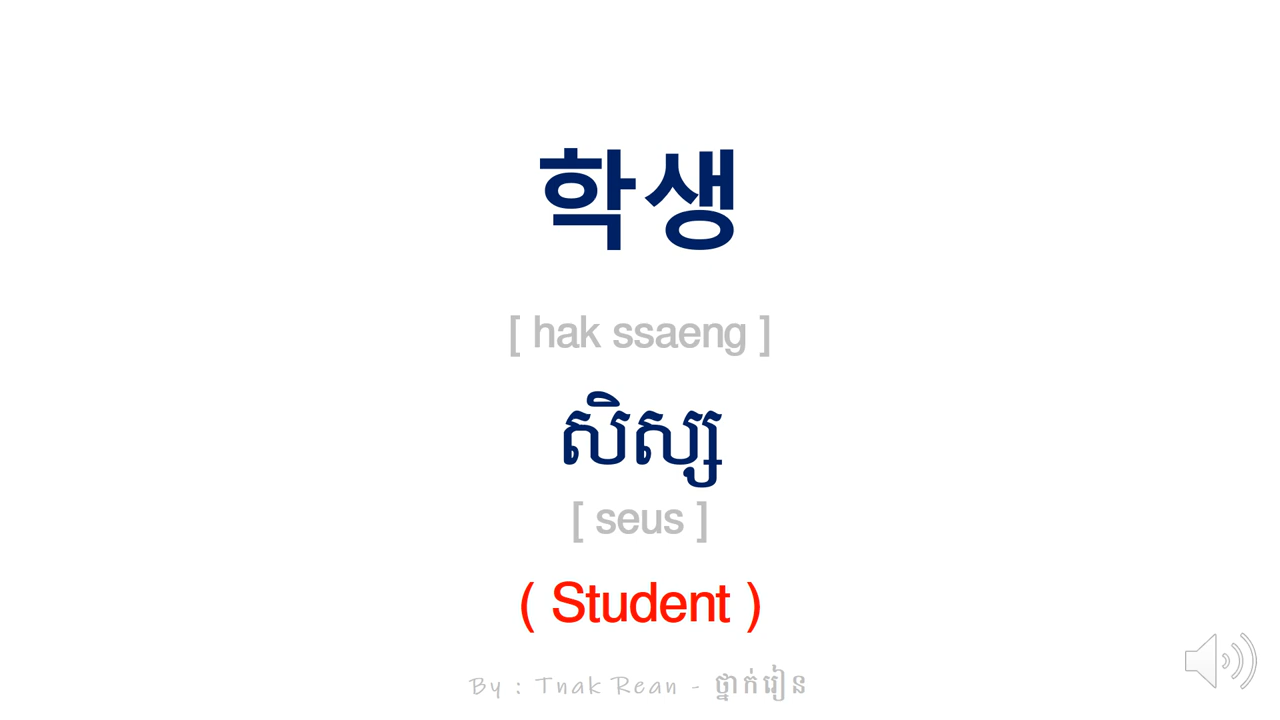 학생
[ hak ssaeng ]
សិស្ស
[ seus ]
( Student )
By : Tnak Rean - ថ្នាក់រៀន